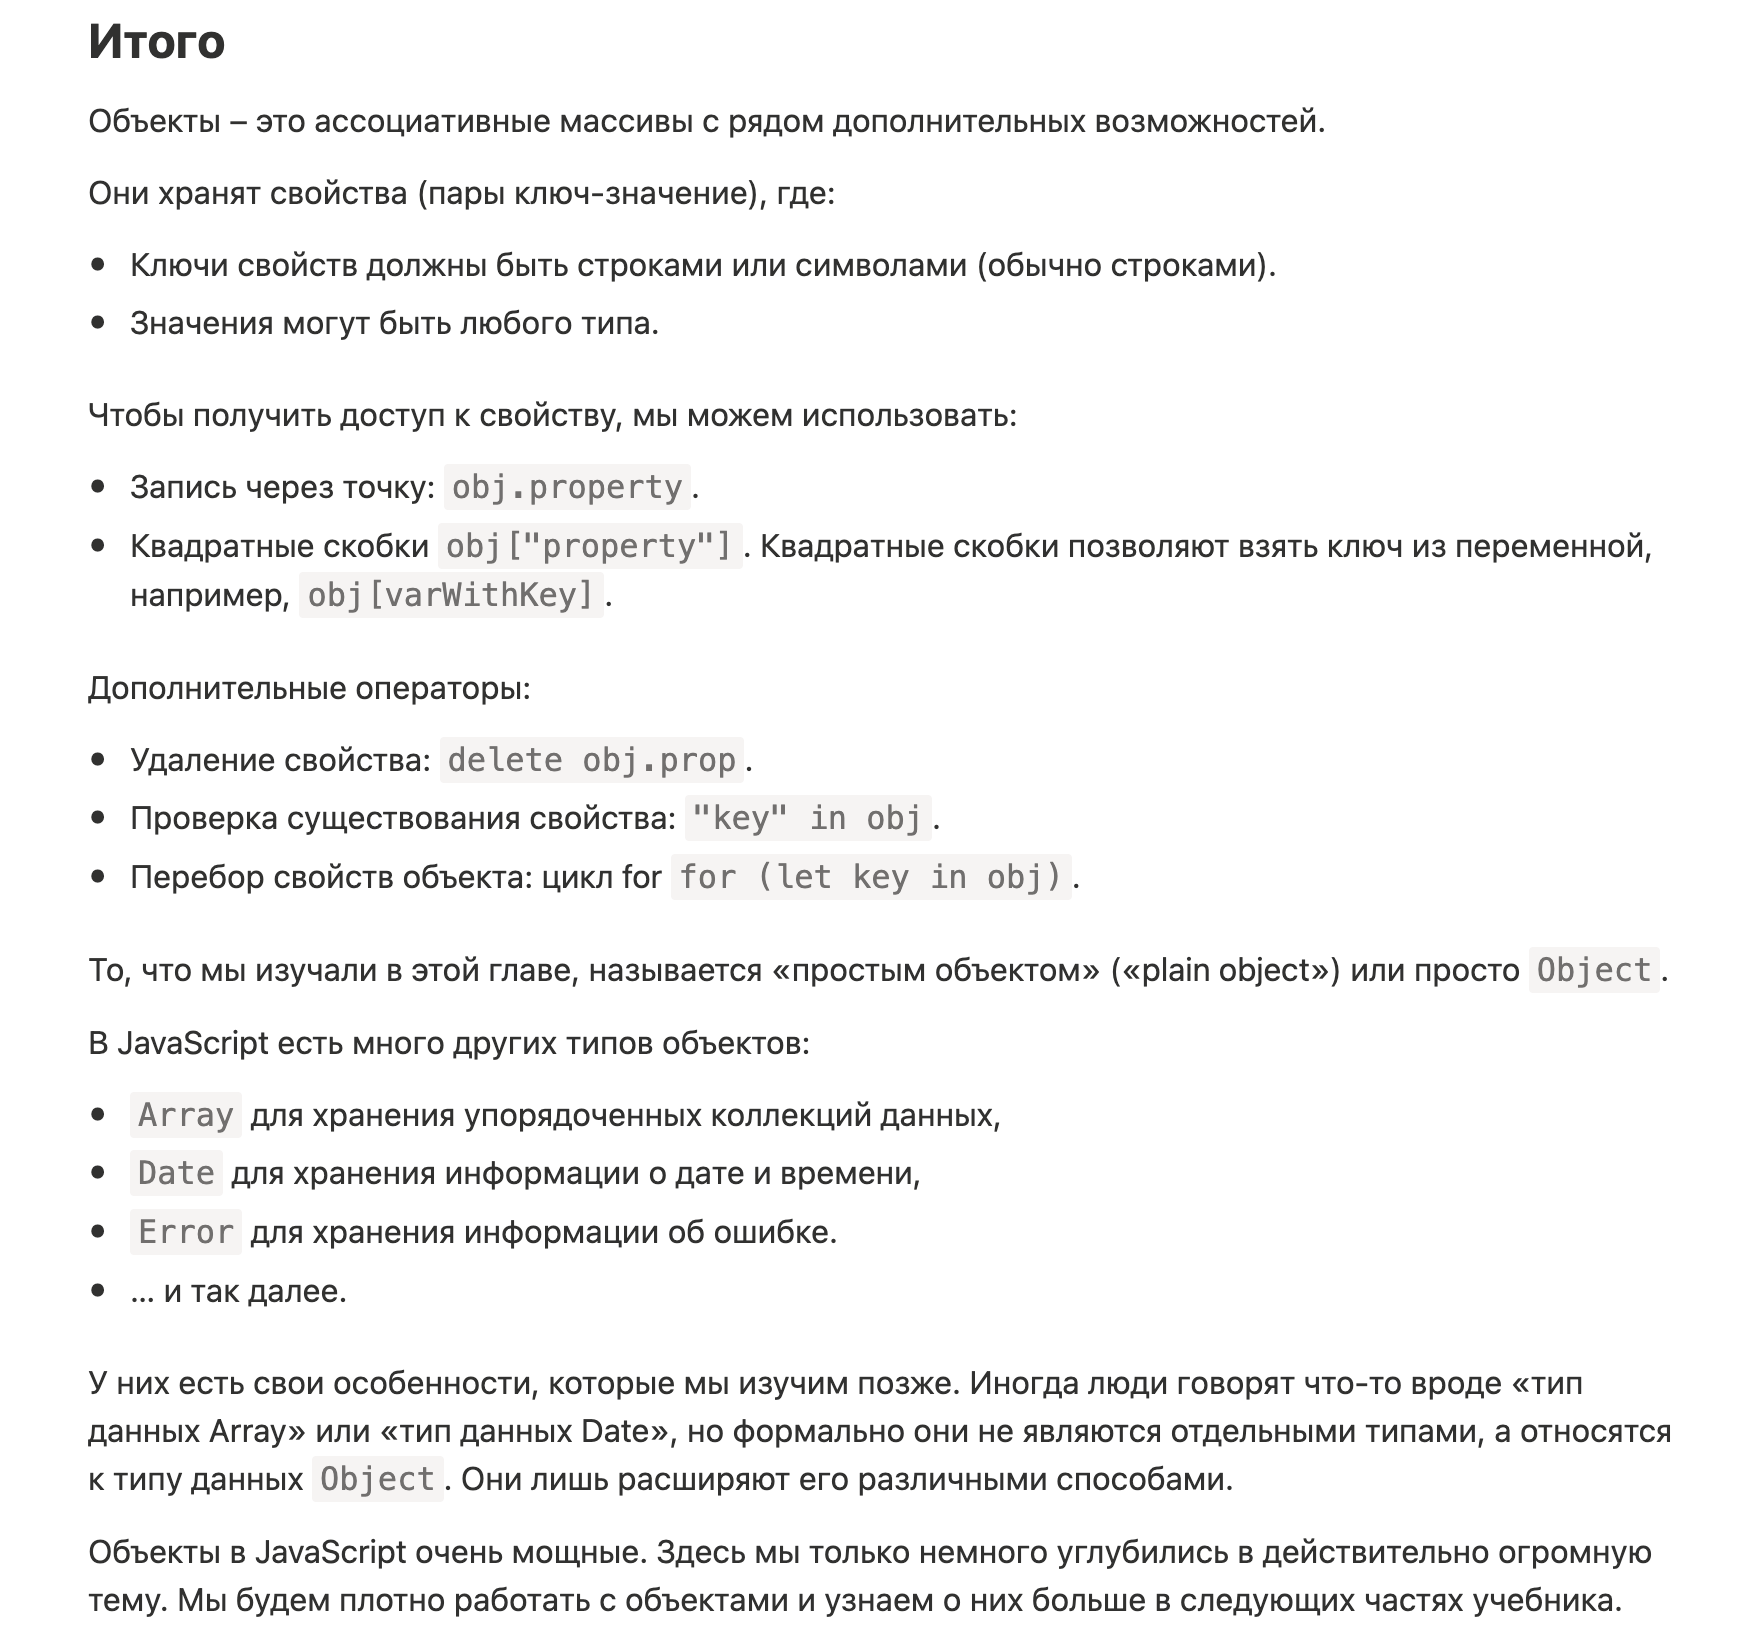 Итого
Объекты – это ассоциативные массивы с рядом дополнительных возможностей.
Они хранят свойства (пары ключ-значение), где:
• Ключи свойств должны быть строками или символами (обычно строками).
• Значения могут быть любого типа.
Чтобы получить доступ к свойству, мы можем использовать:
• Запись через точку: obj.property.
• Квадратные скобки obj["property"]. Квадратные скобки позволяют взять ключ из переменной,
например, obj[varWithKey].
Дополнительные операторы:
• Удаление свойства: delete obj.prop.
• Проверка существования свойства: "key" in obj.
• Перебор свойств объекта: цикл for for (let key in obj).
То, что мы изучали в этой главе, называется «простым объектом» («plain object») или просто Object.
В JavaScript есть много других типов объектов:
• Array для хранения упорядоченных коллекций данных,
• Date для хранения информации о дате и времени,
• Error для хранения информации об ошибке.
• ... и так далее.
У них есть свои особенности, которые мы изучим позже. Иногда люди говорят что-то вроде «тип
данных Array» или «тип данных Date», но формально они не являются отдельными типами, а относятся
к типу данных Object. Они лишь расширяют его различными способами.
Объекты в JavaScript очень мощные. Здесь мы только немного углубились в действительно огромную
тему. Мы будем плотно работать с объектами и узнаем о них больше в следующих частях учебника.